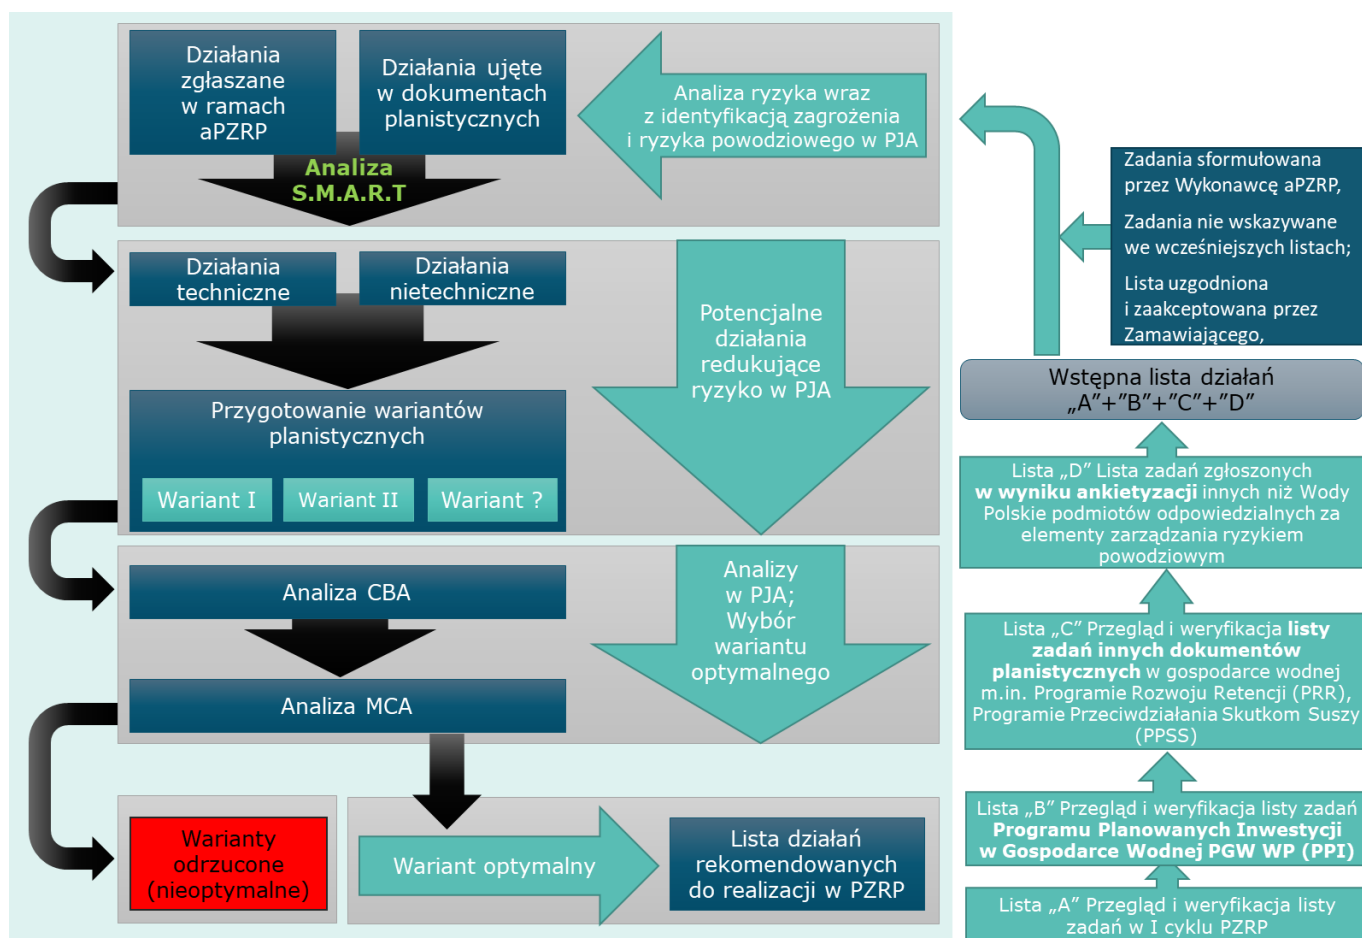 Działania
zgłaszane
w ramach
aPZRP
Działania ujęte
w dokumentach
planistycznych
Analiza ryzyka wraz
z identyfikacją zagrożenia
i ryzyka powodziowego w PJA
Analiza
S.M.A.R.T
Działania
techniczne
Działania
nietechniczne
Potencjalne
działania
redukujące
ryzyko w PJA
Przygotowanie wariantów
planistycznych
Wariant I
Wariant II
Wariant ?
Analiza CBA
Analizy
w PJA;
Wybór
wariantu
optymalnego
Analiza MCA
Warianty
odrzucone
(nieoptymalne)
Wariant optymalny
Lista działań
rekomendowanych
do realizacji w PZRP
Zadania sformułowana
przez Wykonawcę aPZRP,
Zadania nie wskazywane
we wcześniejszych listach;
Lista uzgodniona
i zaakceptowana przez
Zamawiającego,
Wstępna lista działań
„A”+”B”+”C”+”D”
Lista „D” Lista zadań zgłoszonych
w wyniku ankietyzacji innych niż Wody
Polskie podmiotów odpowiedzialnych za
elementy zarządzania ryzykiem
powodziowym
Lista „C” Przegląd i weryfikacja listy
zadań innych dokumentów
planistycznych w gospodarce wodnej
m.in. Programie Rozwoju Retencji (PRR),
Programie Przeciwdziałania Skutkom Suszy
(PPSS)
Lista „B” Przegląd i weryfikacja listy zadań
Programu Planowanych Inwestycji
w Gospodarce Wodnej PGW WP (PPI)
Lista „A” Przegląd i weryfikacja listy
zadań w I cyklu PZRP